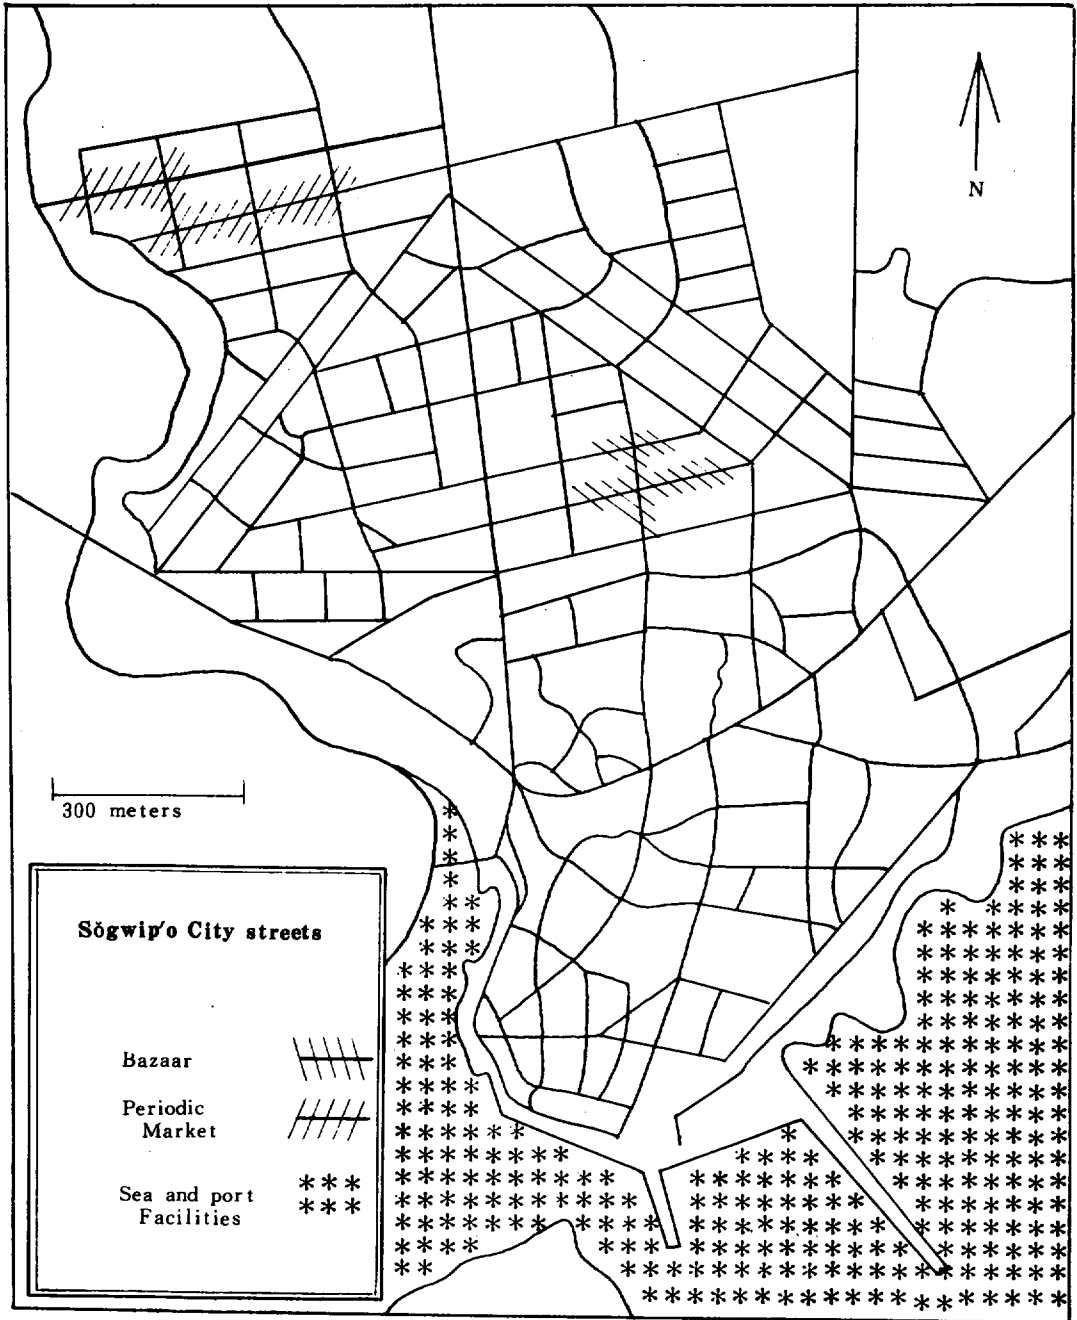 N
300 meters
Sŏgwip'o City streets
Bazaar
Periodic
Market
Sea and port
Facilities